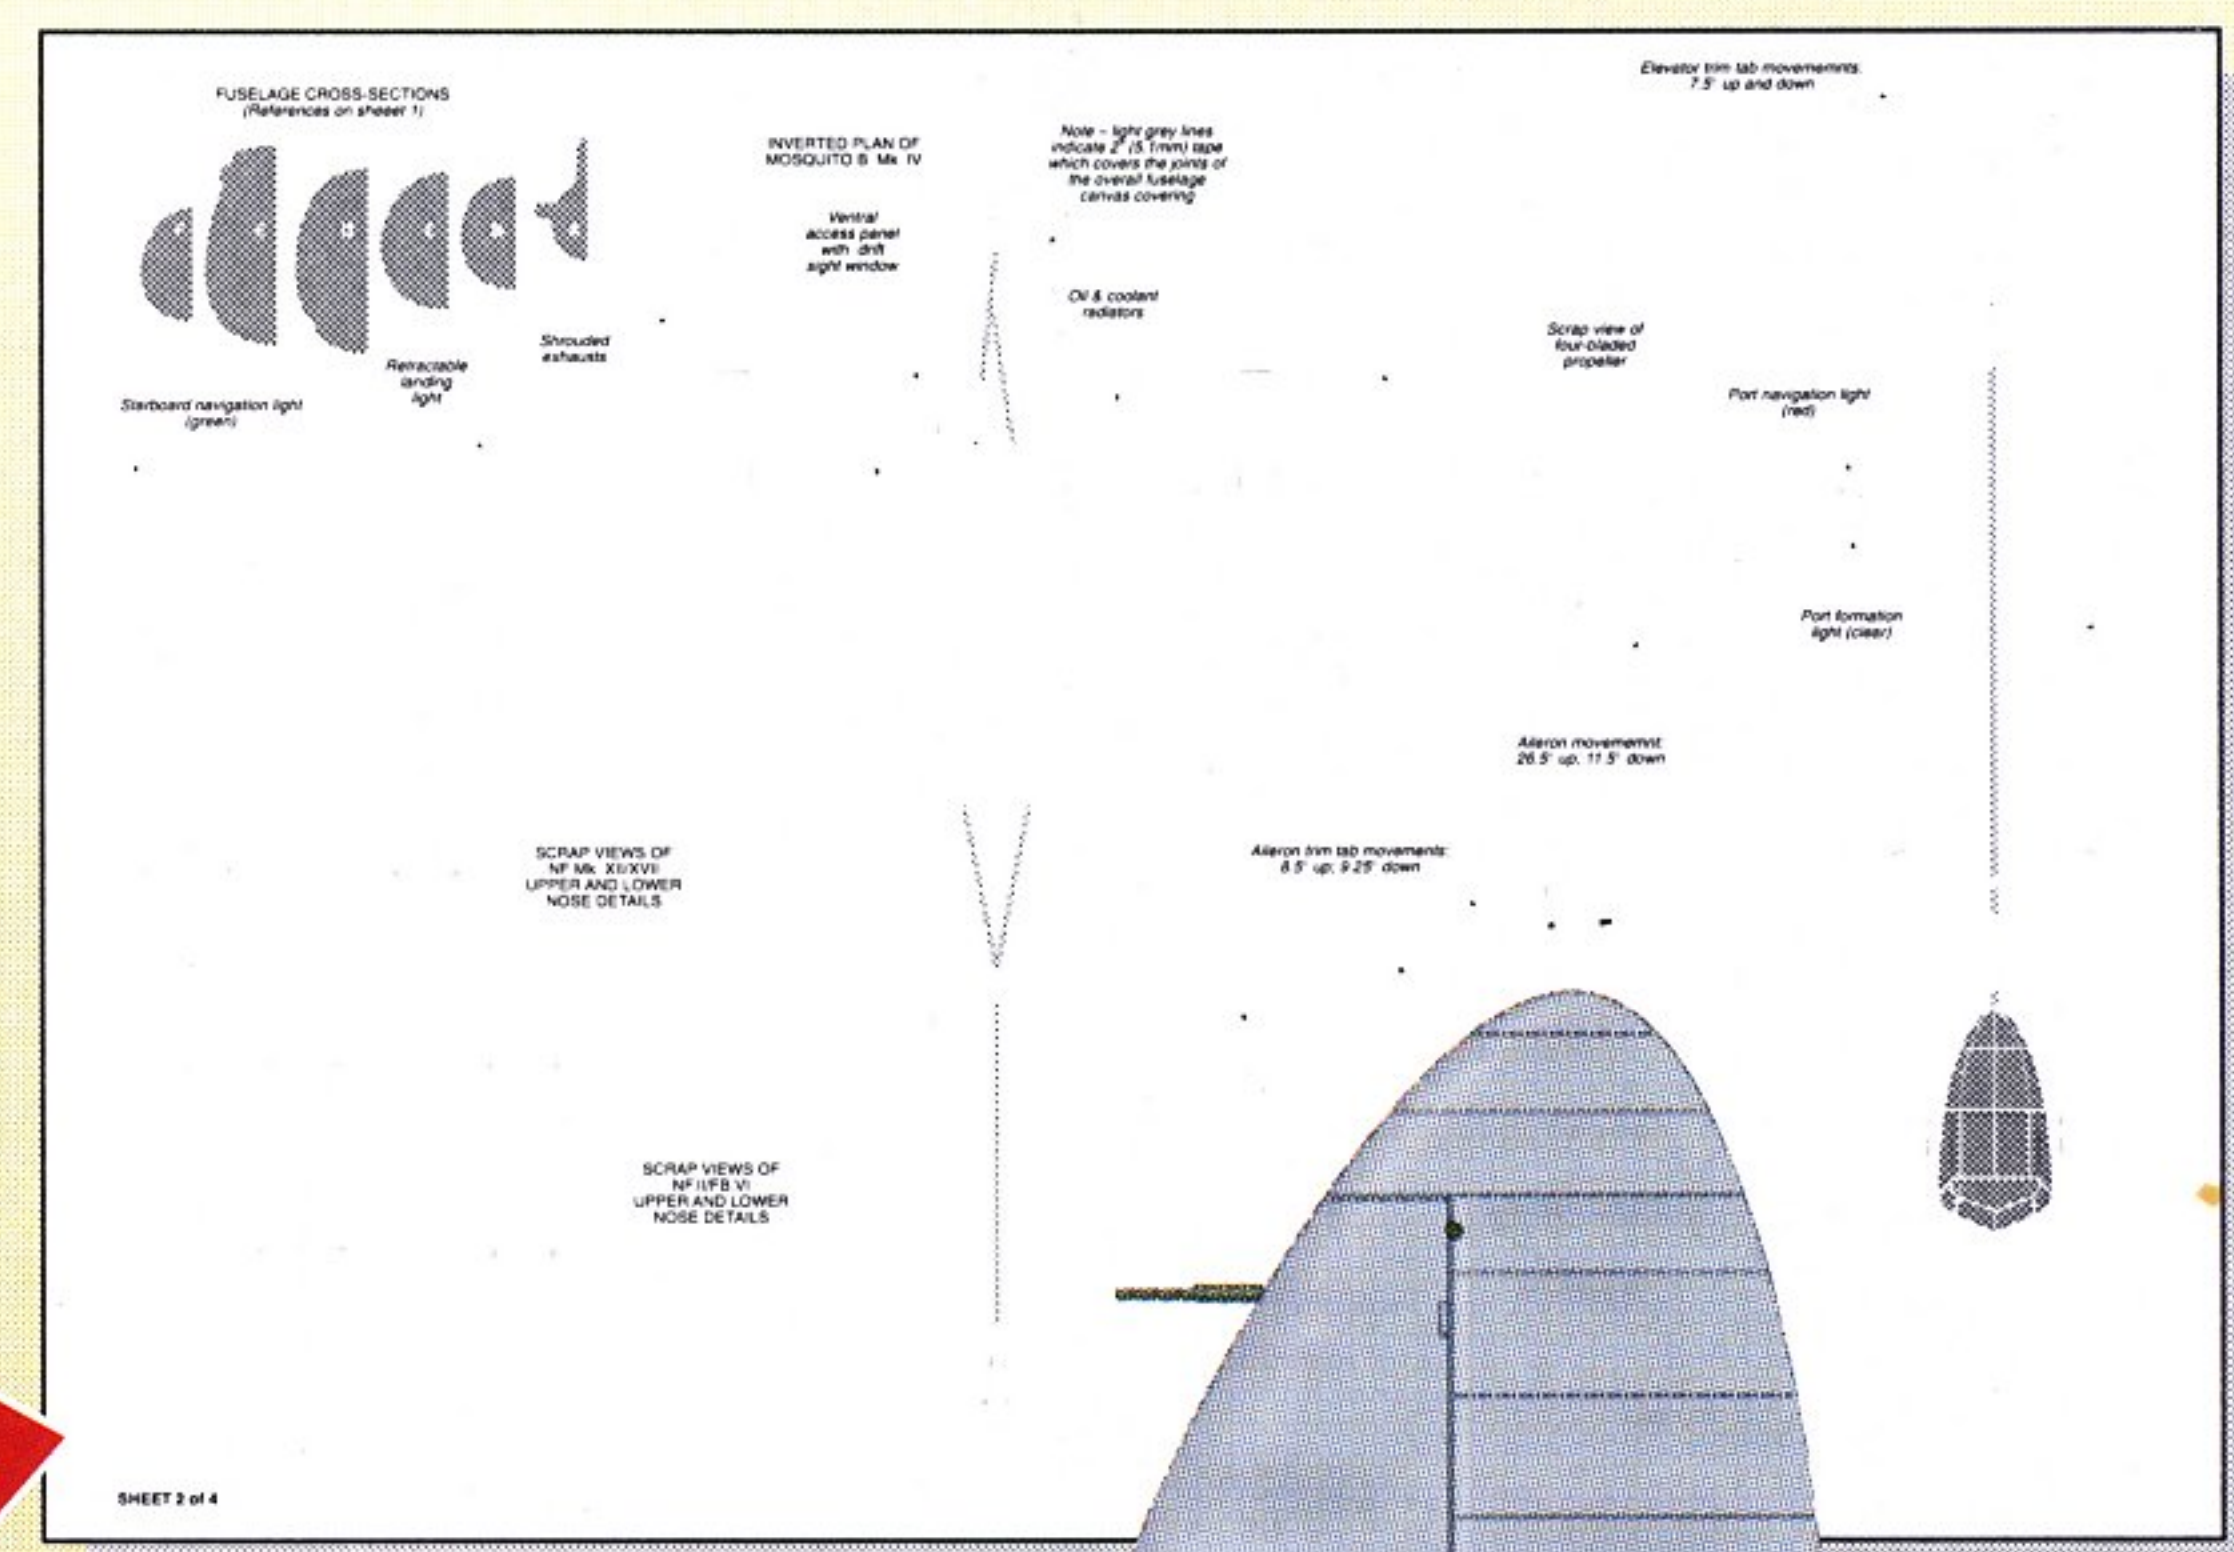 FUSELAGE CROSS-SECTIONS
(References on sheeet 1)
Elevator trim tab movememnts:
7.5° up and down
INVERTED PLAN OF
MOSQUITO B Mk IV
Note – light grey lines
indicate 2" (5.1mm) tape
which covers the joints of
the overall fuselage
canvas covering
Ventral
access panel
with drift
sight window
Oil & coolant
radiators
Shrouded
exhausts
Retractable
landing
light
Starboard navigation light
(green)
Scrap view of
four-bladed
propeller
Port navigation light
(red)
Port formation
light (clear)
Aileron movememnt:
26.5° up, 11.5° down
Aileron trim tab movements:
8.5° up; 9.25° down
SCRAP VIEWS OF
NF Mk XII/XVII
UPPER AND LOWER
NOSE DETAILS
SCRAP VIEWS OF
NF II/FB VI
UPPER AND LOWER
NOSE DETAILS
SHEET 2 of 4